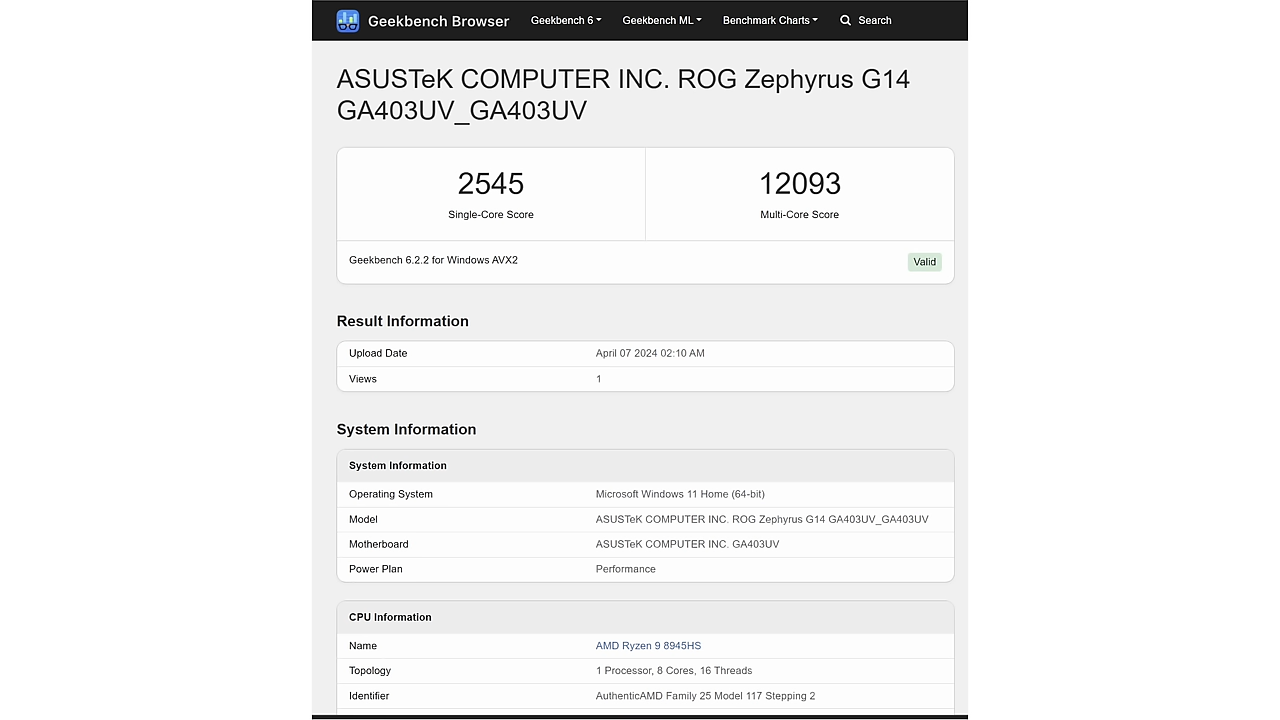 Geekbench Browser Geekbench 6 Geekbench ML Benchmark Charts Search
ASUSTeK COMPUTER INC. ROG Zephyrus G14
GA403UV_GA403UV
2545 12093
Single-Core Score Multi-Core Score
Geekbench 6.2.2 for Windows AVX2 Valid
Result Information
Upload Date April 07 2024 02:10 AM
Views 1
System Information
System Information
Operating System Microsoft Windows 11 Home (64-bit)
Model ASUSTeK COMPUTER INC. ROG Zephyrus G14 GA403UV_GA403UV
Motherboard ASUSTeK COMPUTER INC. GA403UV
Power Plan Performance
CPU Information
Name AMD Ryzen 9 8945HS
Topology 1 Processor, 8 Cores, 16 Threads
Identifier AuthenticAMD Family 25 Model 117 Stepping 2